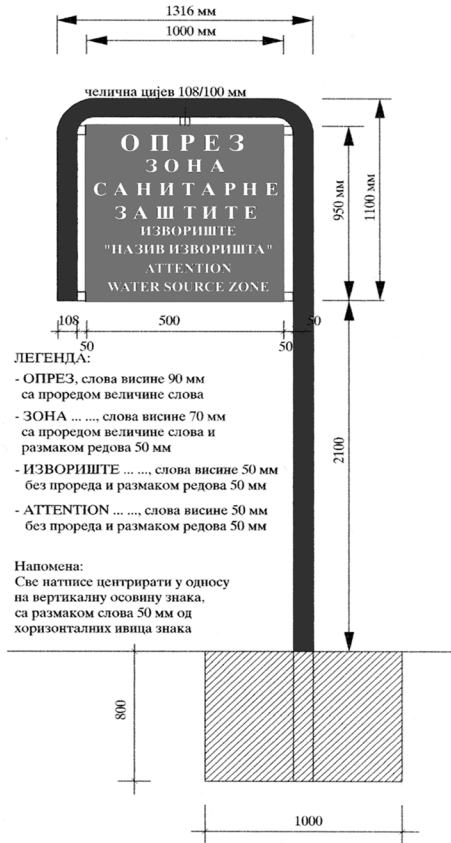 1316 мм
1000 мм
челична цијев 108/100 мм
ОПРЕЗ
ЗОНА
САНИТАРНЕ
ЗАШТИТЕ
ИЗВОРИШТЕ
"НАЗИВ ИЗВОРИШТА"
ATTENTION
WATER SOURCE ZONE
950 мм
1100 мм
108
500
50
50
50
ЛЕГЕНДА:
- ОПРЕЗ, слова висине 90 мм
са проредом величине слова
- ЗОНА ... ..., слова висине 70 мм
са проредом величине слова и
размаком редова 50 мм
- ИЗВОРИШТЕ ... ..., слова висине 50 мм
без прореда и размаком редова 50 мм
- ATTENTION ... ..., слова висине 50 мм
без прореда и размаком редова 50 мм
2100
Напомена:
Све натписе центрирати у односу
на вертикалну осовину знака,
са размаком слова 50 мм од
хоризонталних ивица знака
800
1000